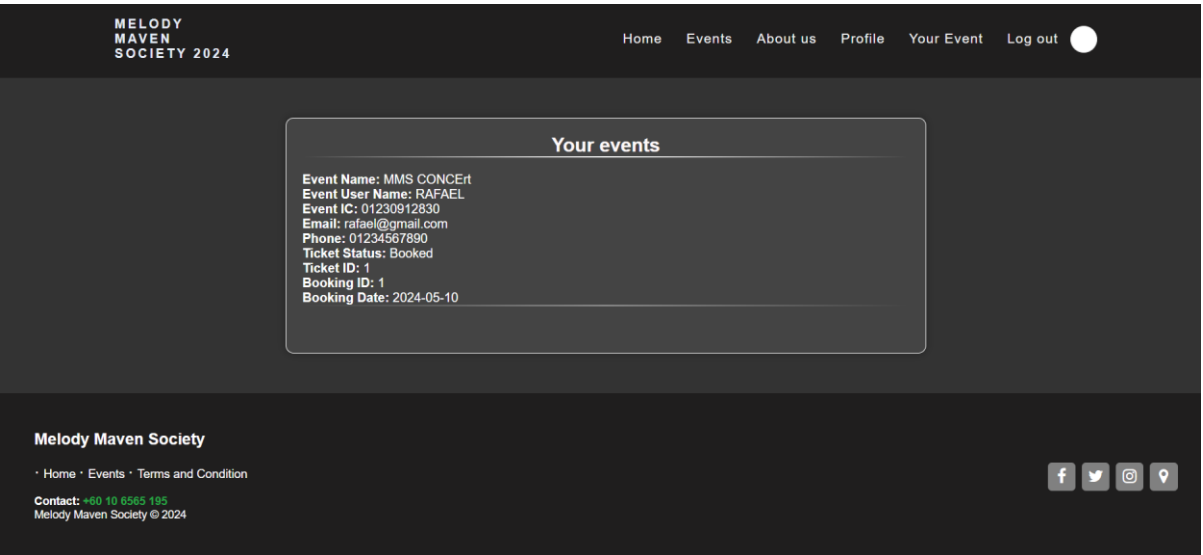 MELODY
MAVEN
SOCIETY 2024
Home Events About us Profile Your Event Log out
Your events
Event Name: MMS CONCErt
Event User Name: RAFAEL
Event IC: 01230912830
Email: rafael@gmail.com
Phone: 01234567890
Ticket Status: Booked
Ticket ID: 1
Booking ID: 1
Booking Date: 2024-05-10
Melody Maven Society
· Home · Events · Terms and Condition
Contact: +60 10 6565 195
Melody Maven Society © 2024